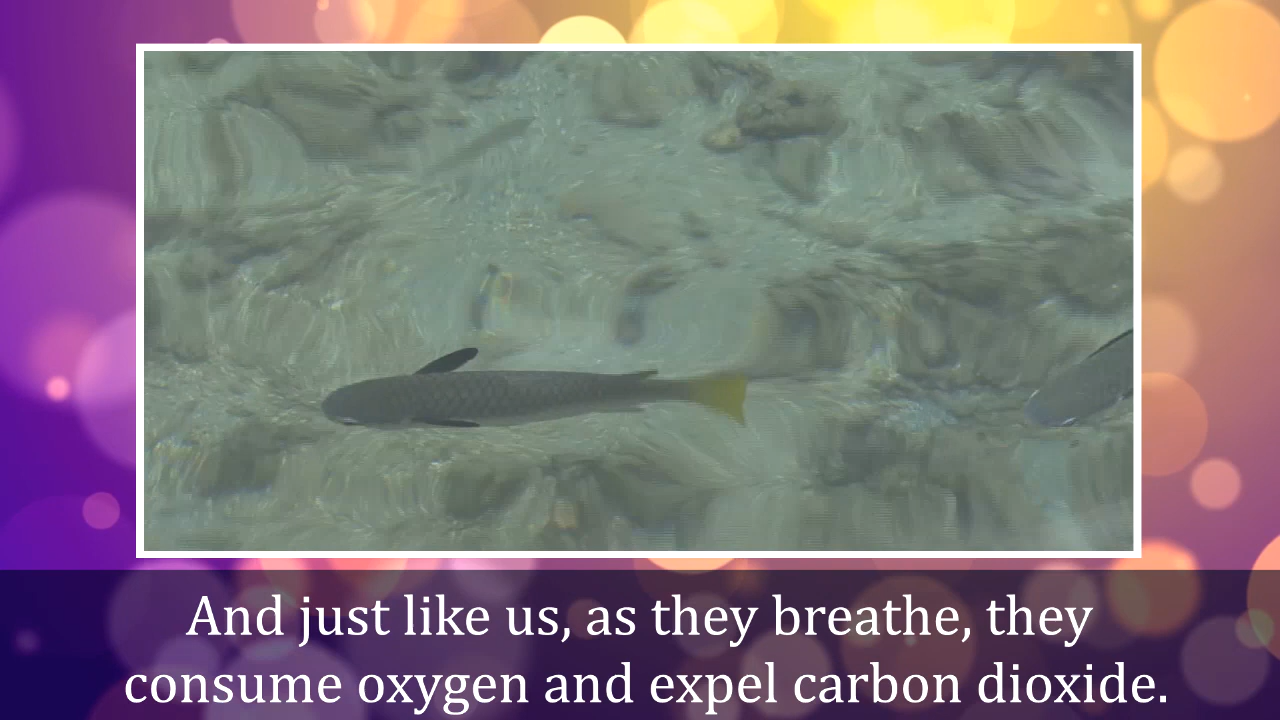 And just like us, as they breathe, they
consume oxygen and expel carbon dioxide.